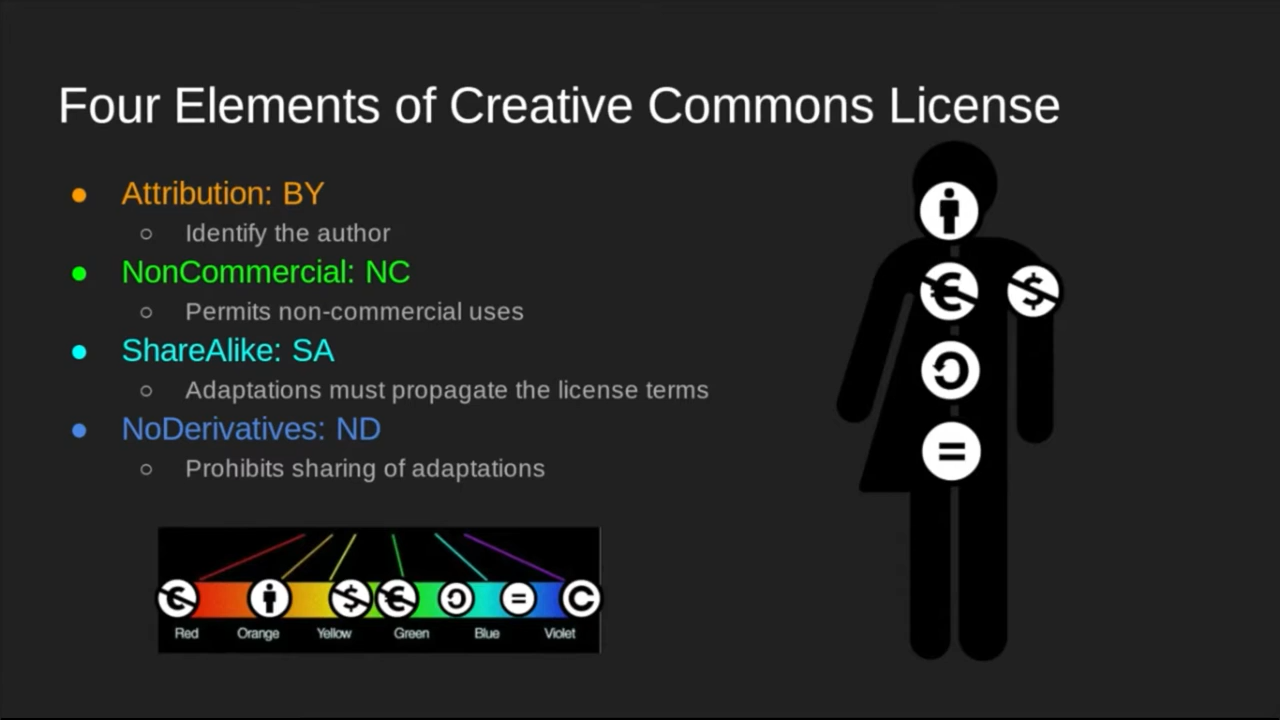 Four Elements of Creative Commons License
Attribution: BY
Identify the author
NonCommercial: NC
Permits non-commercial uses
ShareAlike: SA
Adaptations must propagate the license terms
NoDerivatives: ND
Prohibits sharing of adaptations
Red Orange Yellow Green Blue Violet